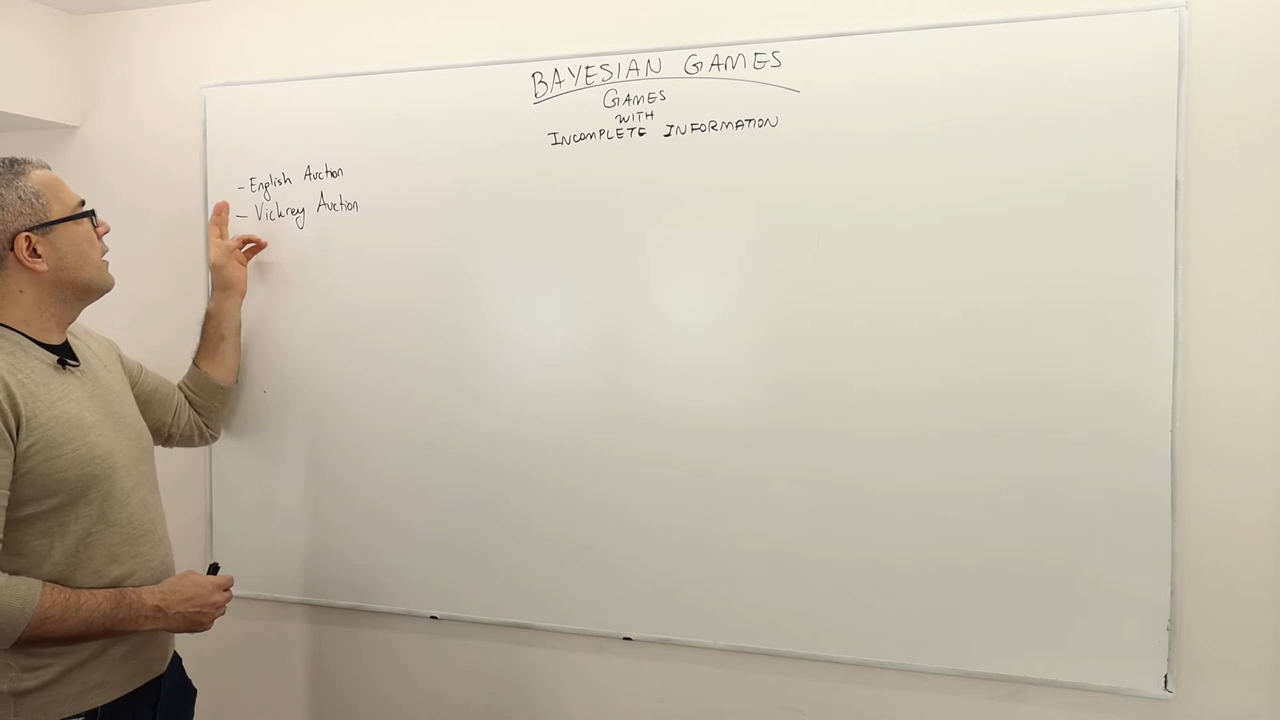 BAYESIAN GAMES
GAMES
WITH
INCOMPLETE INFORMATION
- English Auction
- Vickrey Auction